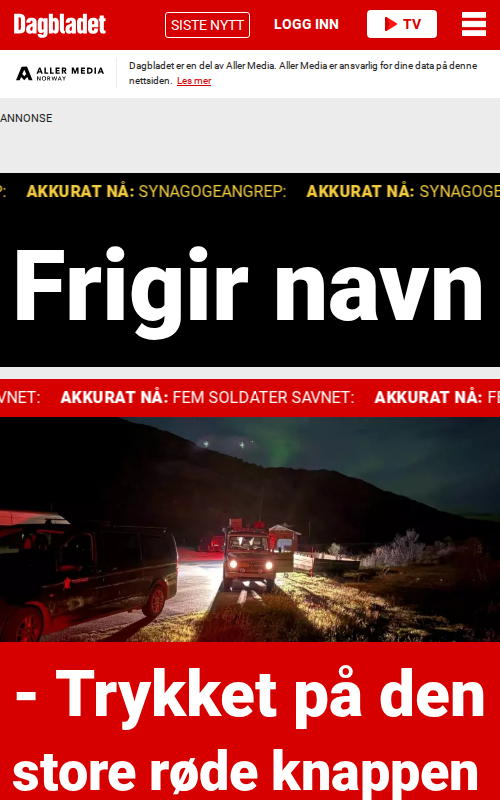 Dagbladet
SISTE NYTT
LOGG INN
TV
ALLER MEDIA
NORWAY
Dagbladet er en del av Aller Media. Aller Media er ansvarlig for dine data på denne
nettsiden. Les mer
ANNONSE
P: AKKURAT NÅ: SYNAGOGEANGREP: AKKURAT NÅ: SYNAGOGE
Frigir navn
VNET: AKKURAT NÅ: FEM SOLDATER SAVNET: AKKURAT NÅ: FE
- Trykket på den
store røde knappen